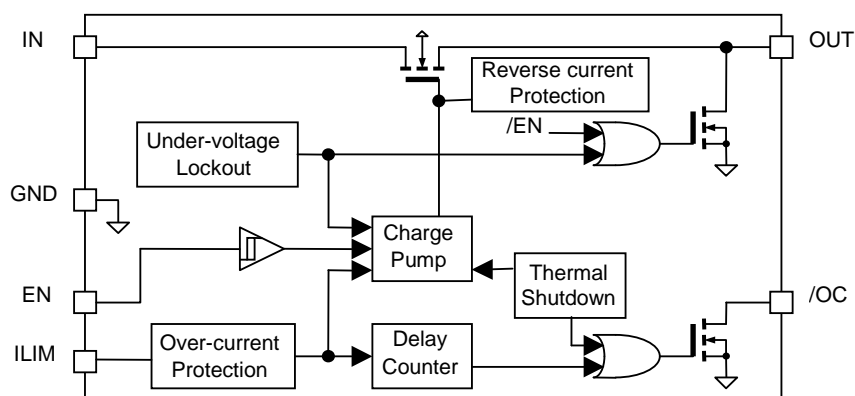 IN
OUT
Reverse current
Protection
/EN
Under-voltage
Lockout
GND
Charge
Pump
Thermal
Shutdown
EN
/OC
ILIM
Over-current
Protection
Delay
Counter